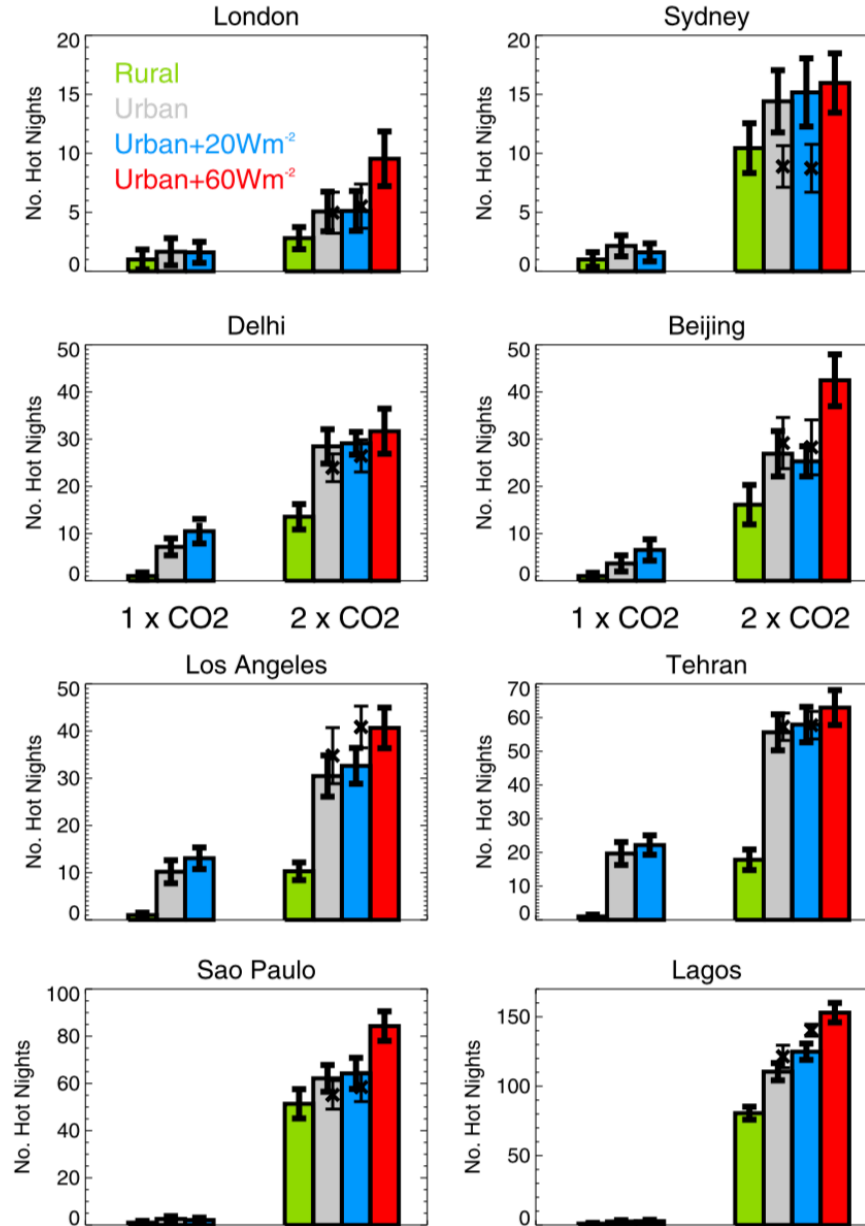 London
20
15
10
5
0
No. Hot Nights
Rural
Urban
Urban+20Wm⁻²
Urban+60Wm⁻²
Sydney
20
15
10
5
0
No. Hot Nights
Delhi
50
40
30
20
10
0
No. Hot Nights
1 x CO2 2 x CO2
Beijing
50
40
30
20
10
0
No. Hot Nights
1 x CO2 2 x CO2
Los Angeles
50
40
30
20
10
0
No. Hot Nights
Tehran
70
60
50
40
30
20
10
0
No. Hot Nights
Sao Paulo
100
80
60
40
20
0
No. Hot Nights
Lagos
150
100
50
0
No. Hot Nights